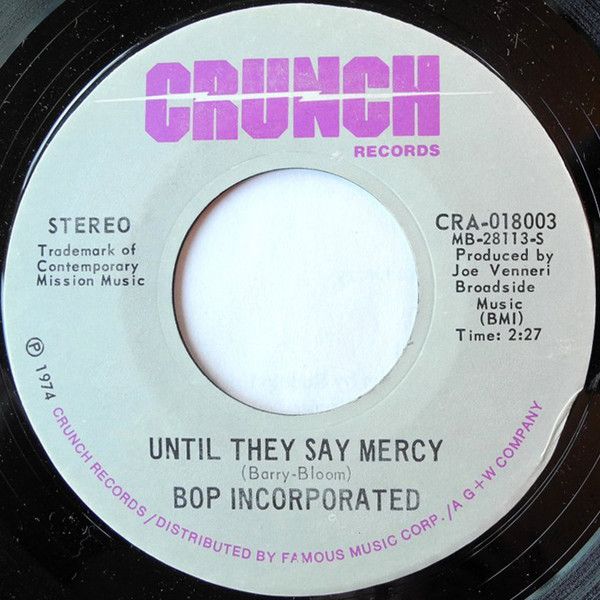 CRUNCH
RECORDS
STEREO
Trademark of
Contemporary
Mission Music
CRA-018003
MB-28113-S
Produced by
Joe Venneri
Broadside
Music
(BMI)
Time: 2:27
℗ 1974
UNTIL THEY SAY MERCY
(Barry-Bloom)
BOP INCORPORATED
CRUNCH RECORDS/DISTRIBUTED BY FAMOUS MUSIC CORP./A G+W COMPANY